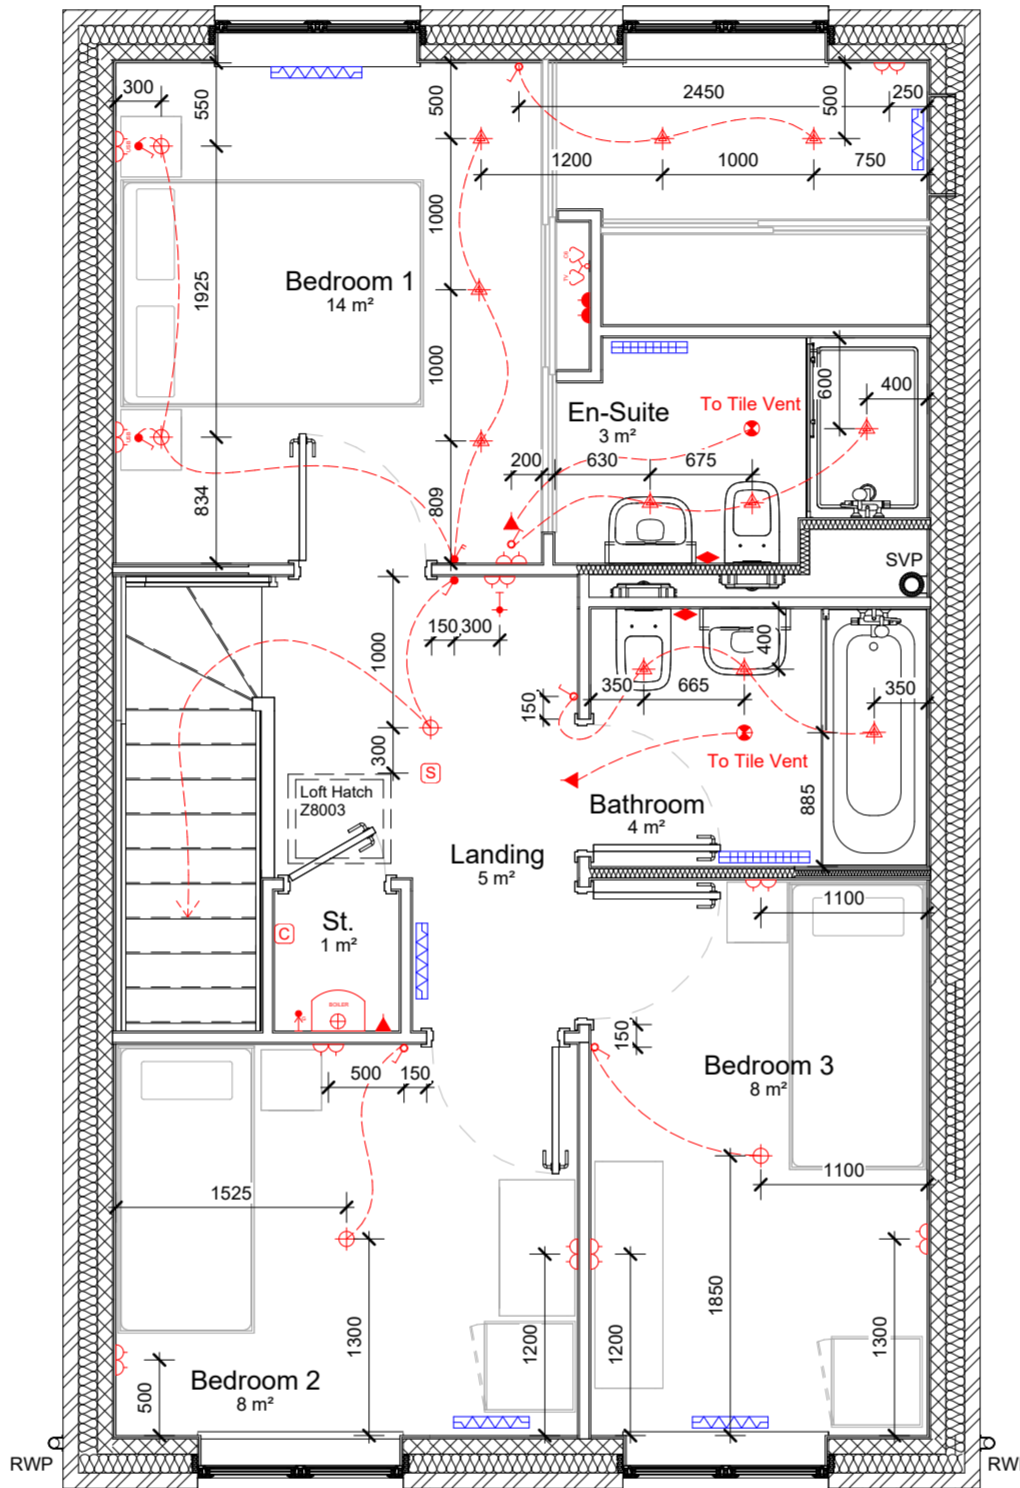 300
550
500
2450
500
250
1200
1000
750
1000
1925
Bedroom 1
14 m²
1000
600
400
En-Suite
3 m²
To Tile Vent
200
630
675
834
809
SVP
150
300
1000
400
350
665
350
150
To Tile Vent
300
S
Loft Hatch
Z8003
Bathroom
4 m²
885
Landing
5 m²
St.
1 m²
C
1100
BOILER
150
Bedroom 3
8 m²
500
150
1100
1525
1850
1300
1200
1200
1300
Bedroom 2
8 m²
500
RWP